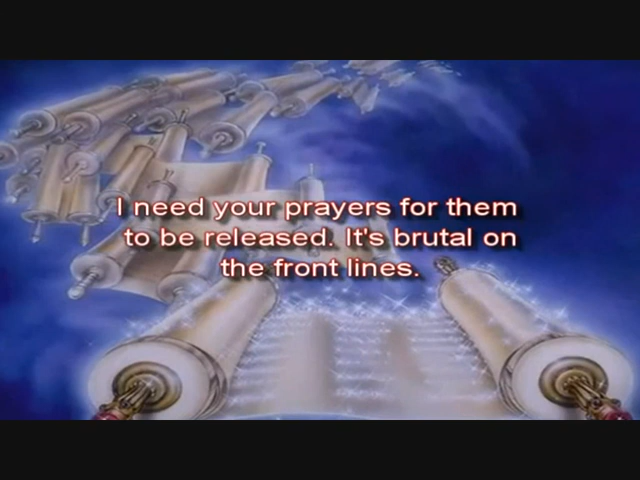 I need your prayers for them
to be released. It's brutal on
the front lines.